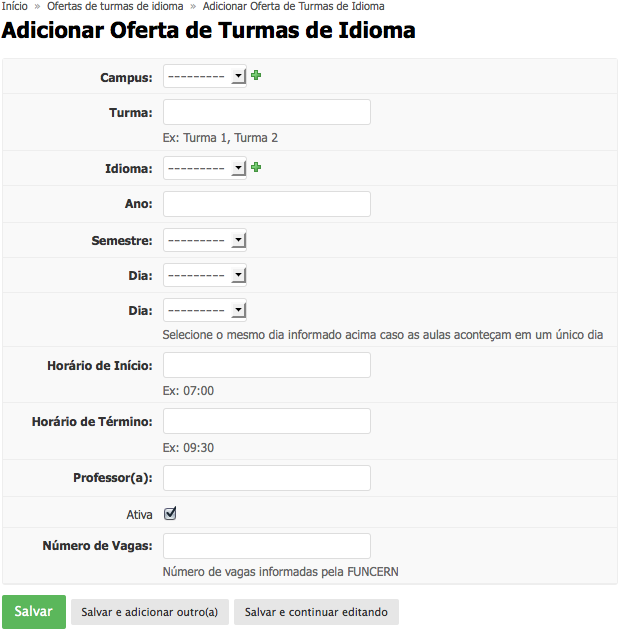 Início » Ofertas de turmas de idioma » Adicionar Oferta de Turmas de Idioma
Adicionar Oferta de Turmas de Idioma
Campus: ---------
Turma:
Ex: Turma 1, Turma 2
Idioma: ---------
Ano:
Semestre: ---------
Dia: ---------
Dia: ---------
Selecione o mesmo dia informado acima caso as aulas aconteçam em um único dia
Horário de Início:
Ex: 07:00
Horário de Término:
Ex: 09:30
Professor(a):
Ativa
Número de Vagas:
Número de vagas informadas pela FUNCERN
Salvar Salvar e adicionar outro(a) Salvar e continuar editando